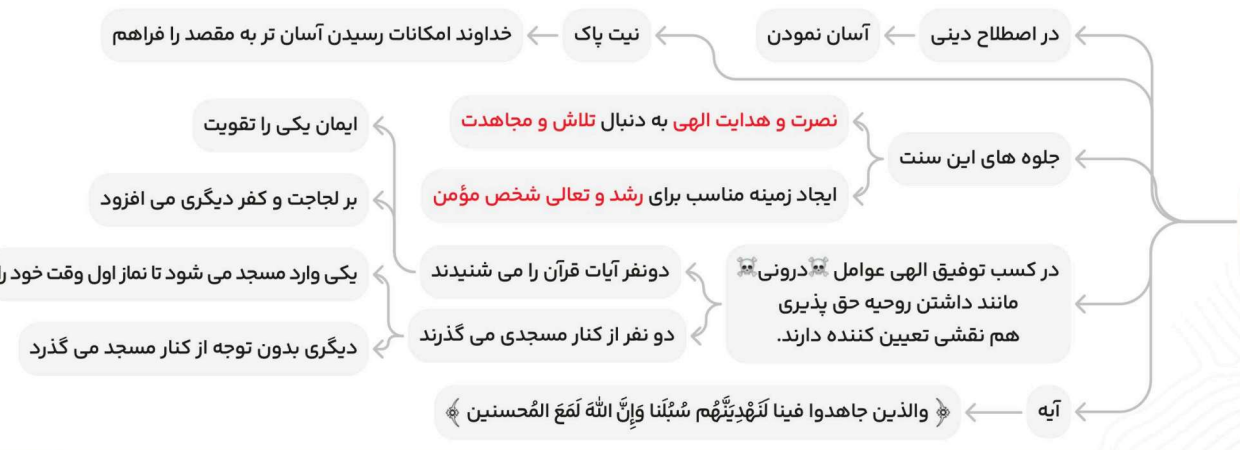 در اصطلاح دینی
آسان نمودن
نیت پاک
خداوند امکانات رسیدن آسان تر به مقصد را فراهم
جلوه های این سنت
نصرت و هدایت الهی به دنبال تلاش و مجاهدت
ایجاد زمینه مناسب برای رشد و تعالی شخص مؤمن
در کسب توفیق الهی عوامل ☠️درونی☠️
مانند داشتن روحیه حق پذیری
هم نقشی تعیین کننده دارند.
دونفر آیات قرآن را می شنیدند
ایمان یکی را تقویت
بر لجاجت و کفر دیگری می افزود
دو نفر از کنار مسجدی می گذرند
یکی وارد مسجد می شود تا نماز اول وقت خود را
دیگری بدون توجه از کنار مسجد می گذرد
آیه
﴿ والذین جاهدوا فینا لَنَهْدِیَنَّهُم سُبُلَنا وَإِنَّ اللّهَ لَمَعَ المُحسنین ﴾